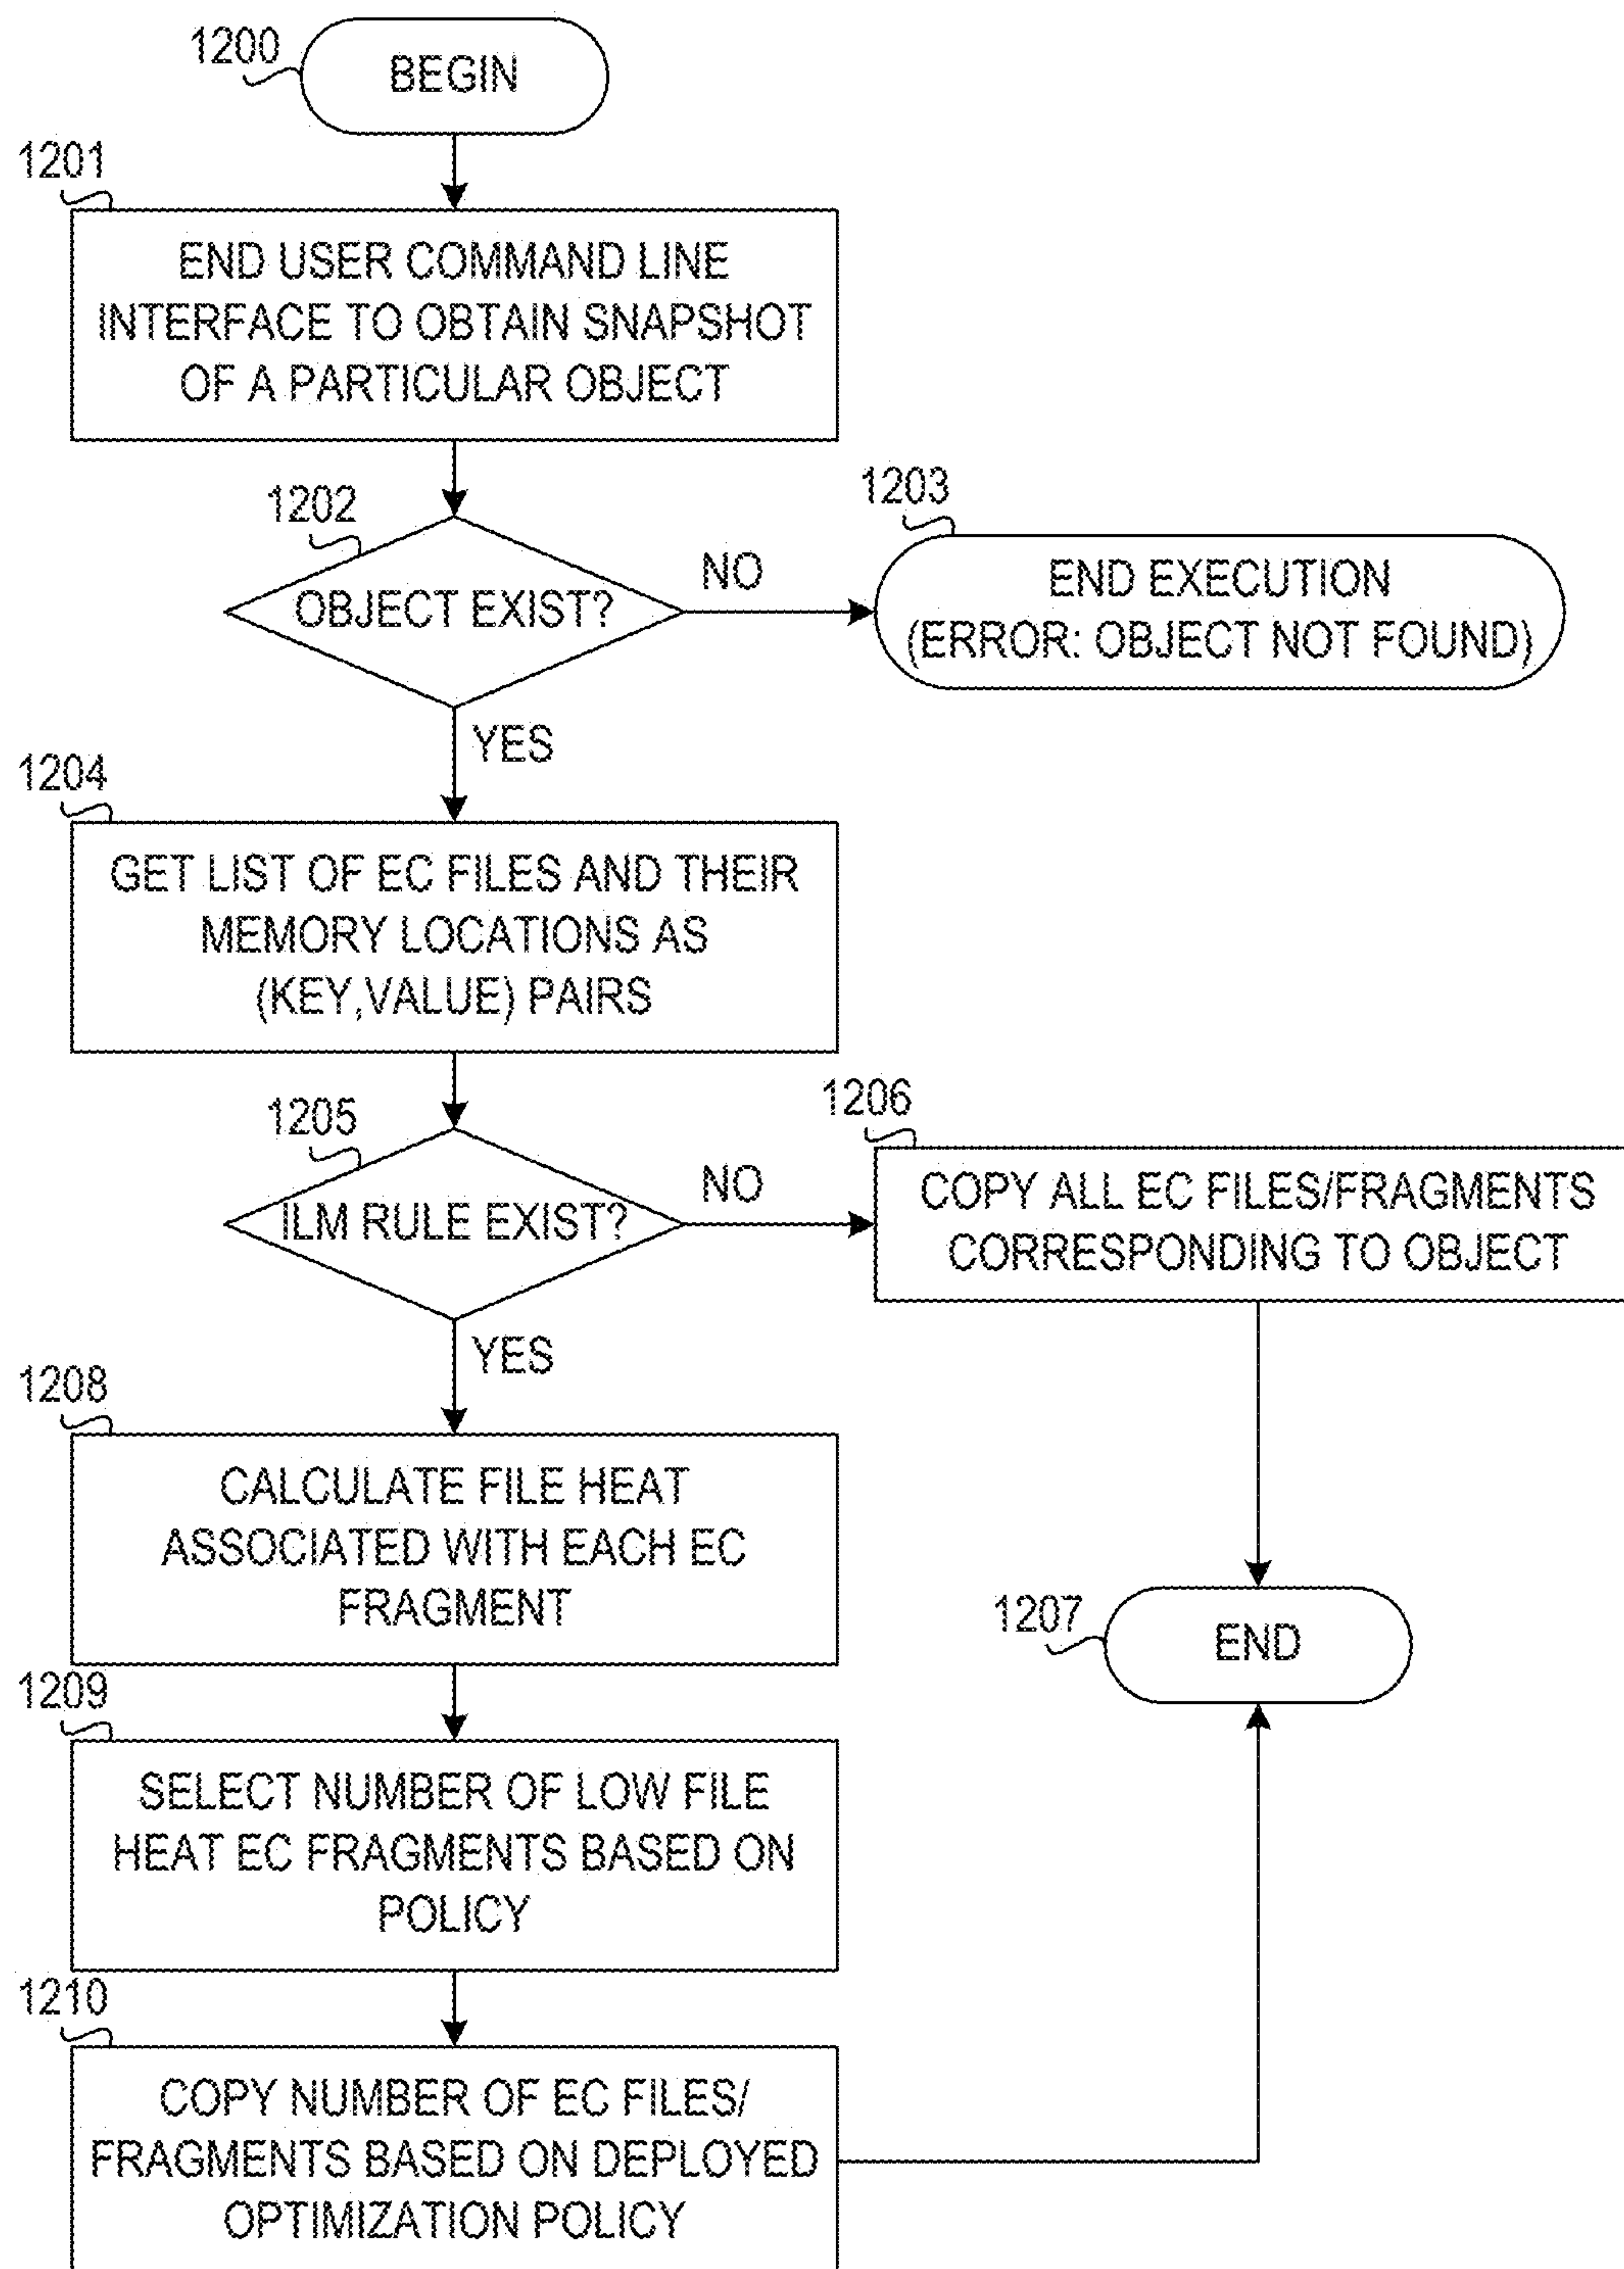 1200
BEGIN
1201
END USER COMMAND LINE
INTERFACE TO OBTAIN SNAPSHOT
OF A PARTICULAR OBJECT
1202
OBJECT EXIST?
NO
1203
END EXECUTION
(ERROR: OBJECT NOT FOUND)
YES
1204
GET LIST OF EC FILES AND THEIR
MEMORY LOCATIONS AS
(KEY,VALUE) PAIRS
1205
ILM RULE EXIST?
NO
1206
COPY ALL EC FILES/FRAGMENTS
CORRESPONDING TO OBJECT
YES
1208
CALCULATE FILE HEAT
ASSOCIATED WITH EACH EC
FRAGMENT
1207
END
1209
SELECT NUMBER OF LOW FILE
HEAT EC FRAGMENTS BASED ON
POLICY
1210
COPY NUMBER OF EC FILES/
FRAGMENTS BASED ON DEPLOYED
OPTIMIZATION POLICY